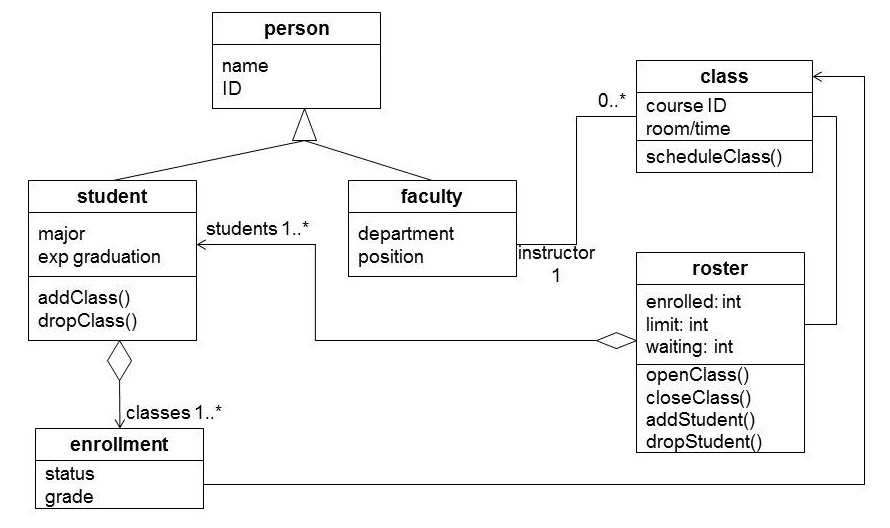 person
name
ID
class
course ID
room/time
scheduleClass()
0..*
student
major
exp graduation
addClass()
dropClass()
faculty
department
position
students 1..*
instructor
1
roster
enrolled: int
limit: int
waiting: int
openClass()
closeClass()
addStudent()
dropStudent()
classes 1..*
enrollment
status
grade